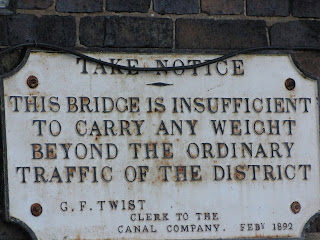 TAKE NOTICE
THIS BRIDGE IS INSUFFICIENT
TO CARRY ANY WEIGHT
BEYOND THE ORDINARY
TRAFFIC OF THE DISTRICT
G. F. TWIST
CLERK TO THE
CANAL COMPANY. FEBY 1892